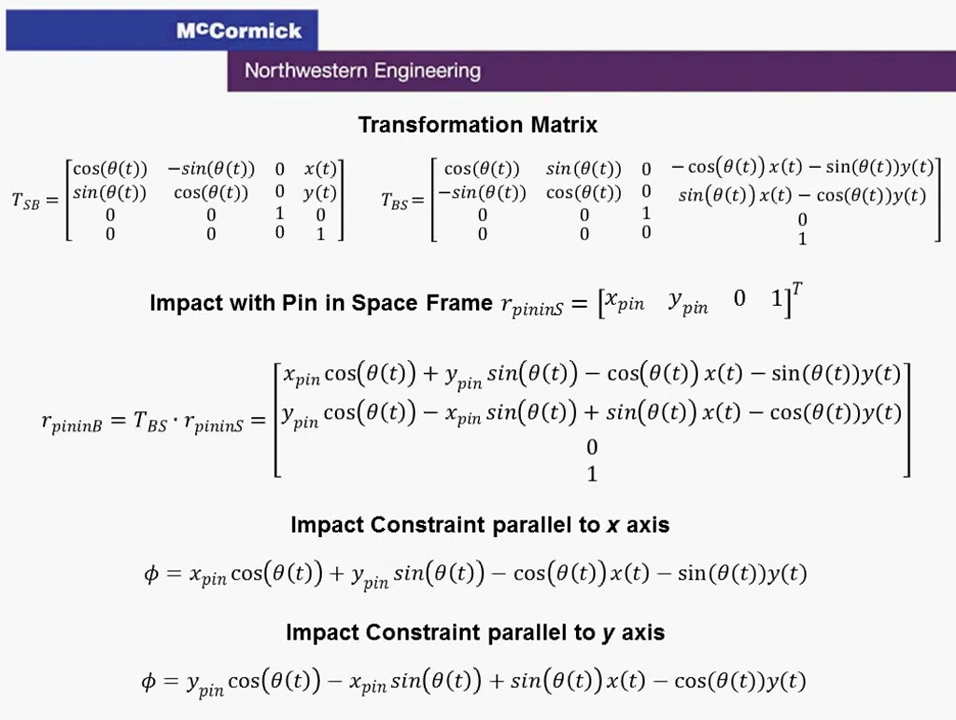 McCormick
Northwestern Engineering
Transformation Matrix
T_SB = [cos(θ(t)) −sin(θ(t)) 0 x(t)
sin(θ(t)) cos(θ(t)) 0 y(t)
0 0 1 0
0 0 0 1]
T_BS = [cos(θ(t)) sin(θ(t)) 0 − cos(θ(t)) x(t) − sin(θ(t))y(t)
−sin(θ(t)) cos(θ(t)) 0 sin(θ(t)) x(t) − cos(θ(t))y(t)
0 0 1 0
0 0 0 1]
Impact with Pin in Space Frame r_pininS = [x_pin y_pin 0 1]^T
r_pininB = T_BS · r_pininS = [x_pin cos(θ(t)) + y_pin sin(θ(t)) − cos(θ(t)) x(t) − sin(θ(t))y(t)
y_pin cos(θ(t)) − x_pin sin(θ(t)) + sin(θ(t)) x(t) − cos(θ(t))y(t)
0
1]
Impact Constraint parallel to x axis
ϕ = x_pin cos(θ(t)) + y_pin sin(θ(t)) − cos(θ(t)) x(t) − sin(θ(t))y(t)
Impact Constraint parallel to y axis
ϕ = y_pin cos(θ(t)) − x_pin sin(θ(t)) + sin(θ(t)) x(t) − cos(θ(t))y(t)